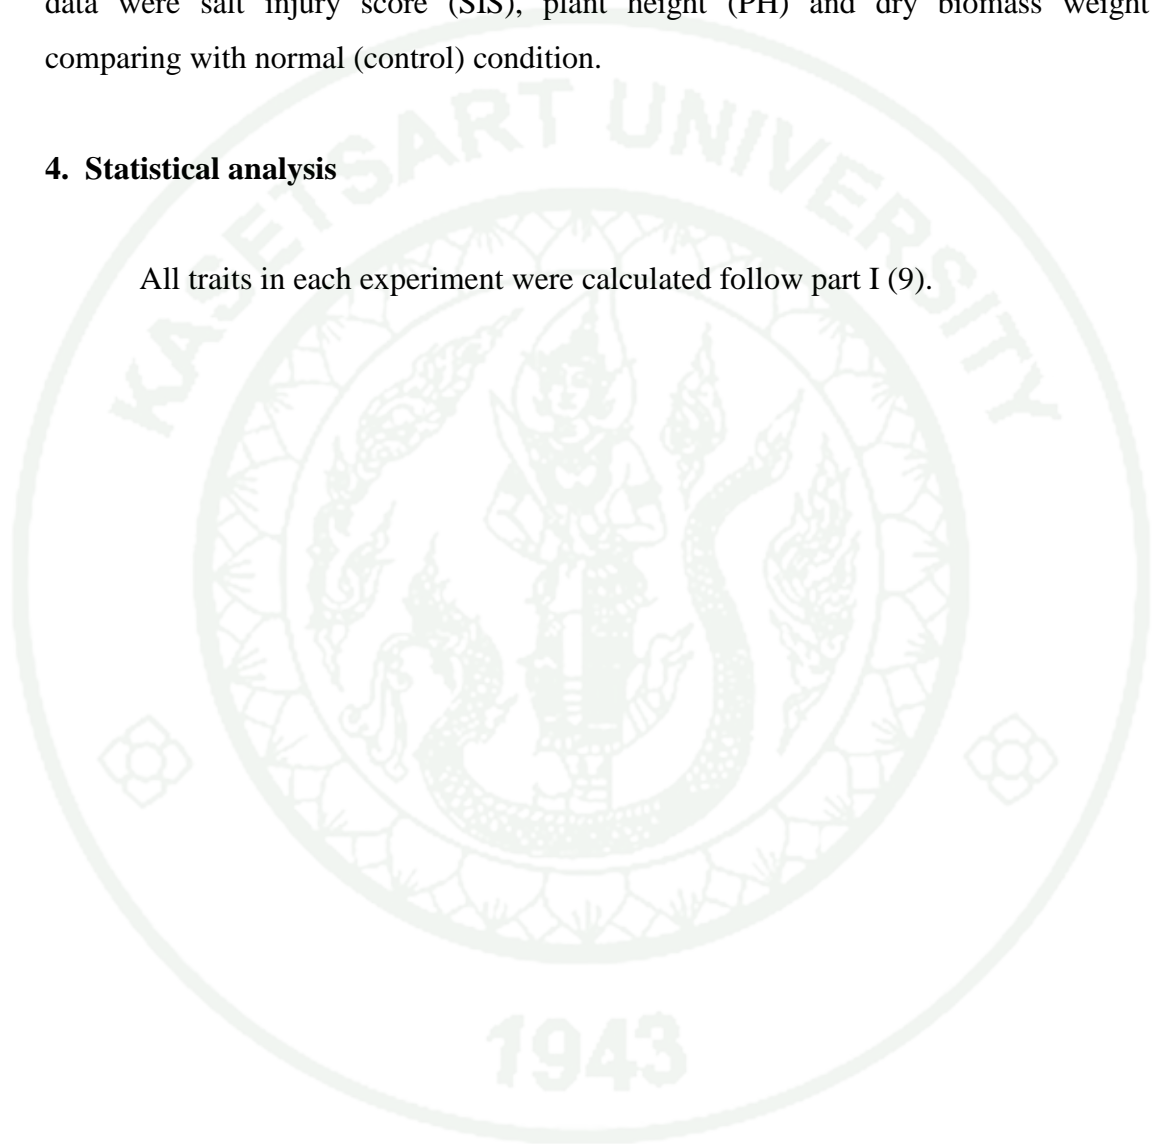 data were salt injury score (SIS), plant height (PH) and dry biomass weight
comparing with normal (control) condition.
4. Statistical analysis
All traits in each experiment were calculated follow part I (9).
KASETSART UNIVERSITY
1943